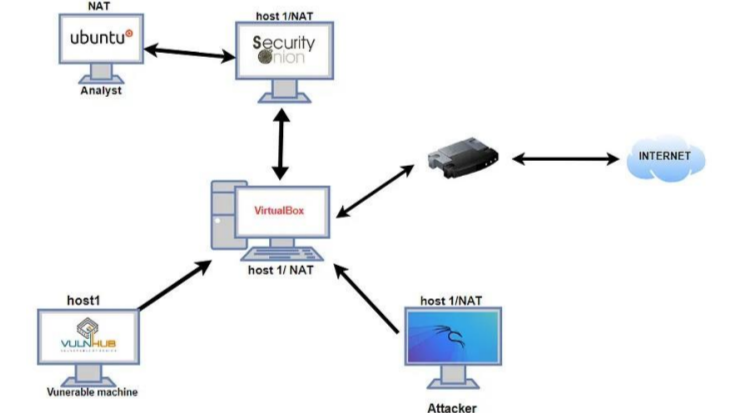 NAT
ubuntu
Analyst
host 1/NAT
Security
Onion
INTERNET
VirtualBox
host 1/ NAT
host1
VULNHUB
Vunerable machine
host 1/NAT
Attacker